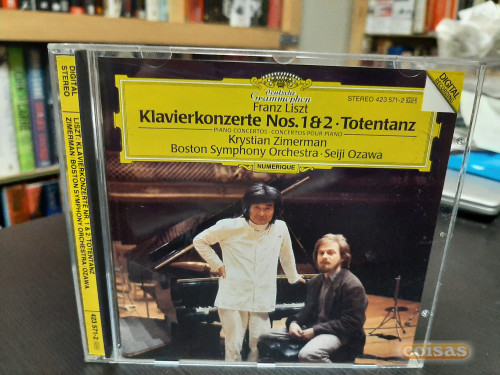 DIGITAL
STEREO
LISZT: KLAVIERKONZERTE NR. 1 & 2 · TOTENTANZ
ZIMERMAN · BOSTON SYMPHONY ORCHESTRA · OZAWA
423 571-2
Deutsche
Grammophon
STEREO 423 571-2
DIGITAL
RECORDING
Franz Liszt
Klavierkonzerte Nos. 1 & 2 · Totentanz
PIANO CONCERTOS · CONCERTOS POUR PIANO
Krystian Zimerman
Boston Symphony Orchestra · Seiji Ozawa
NUMERIQUE
coisas